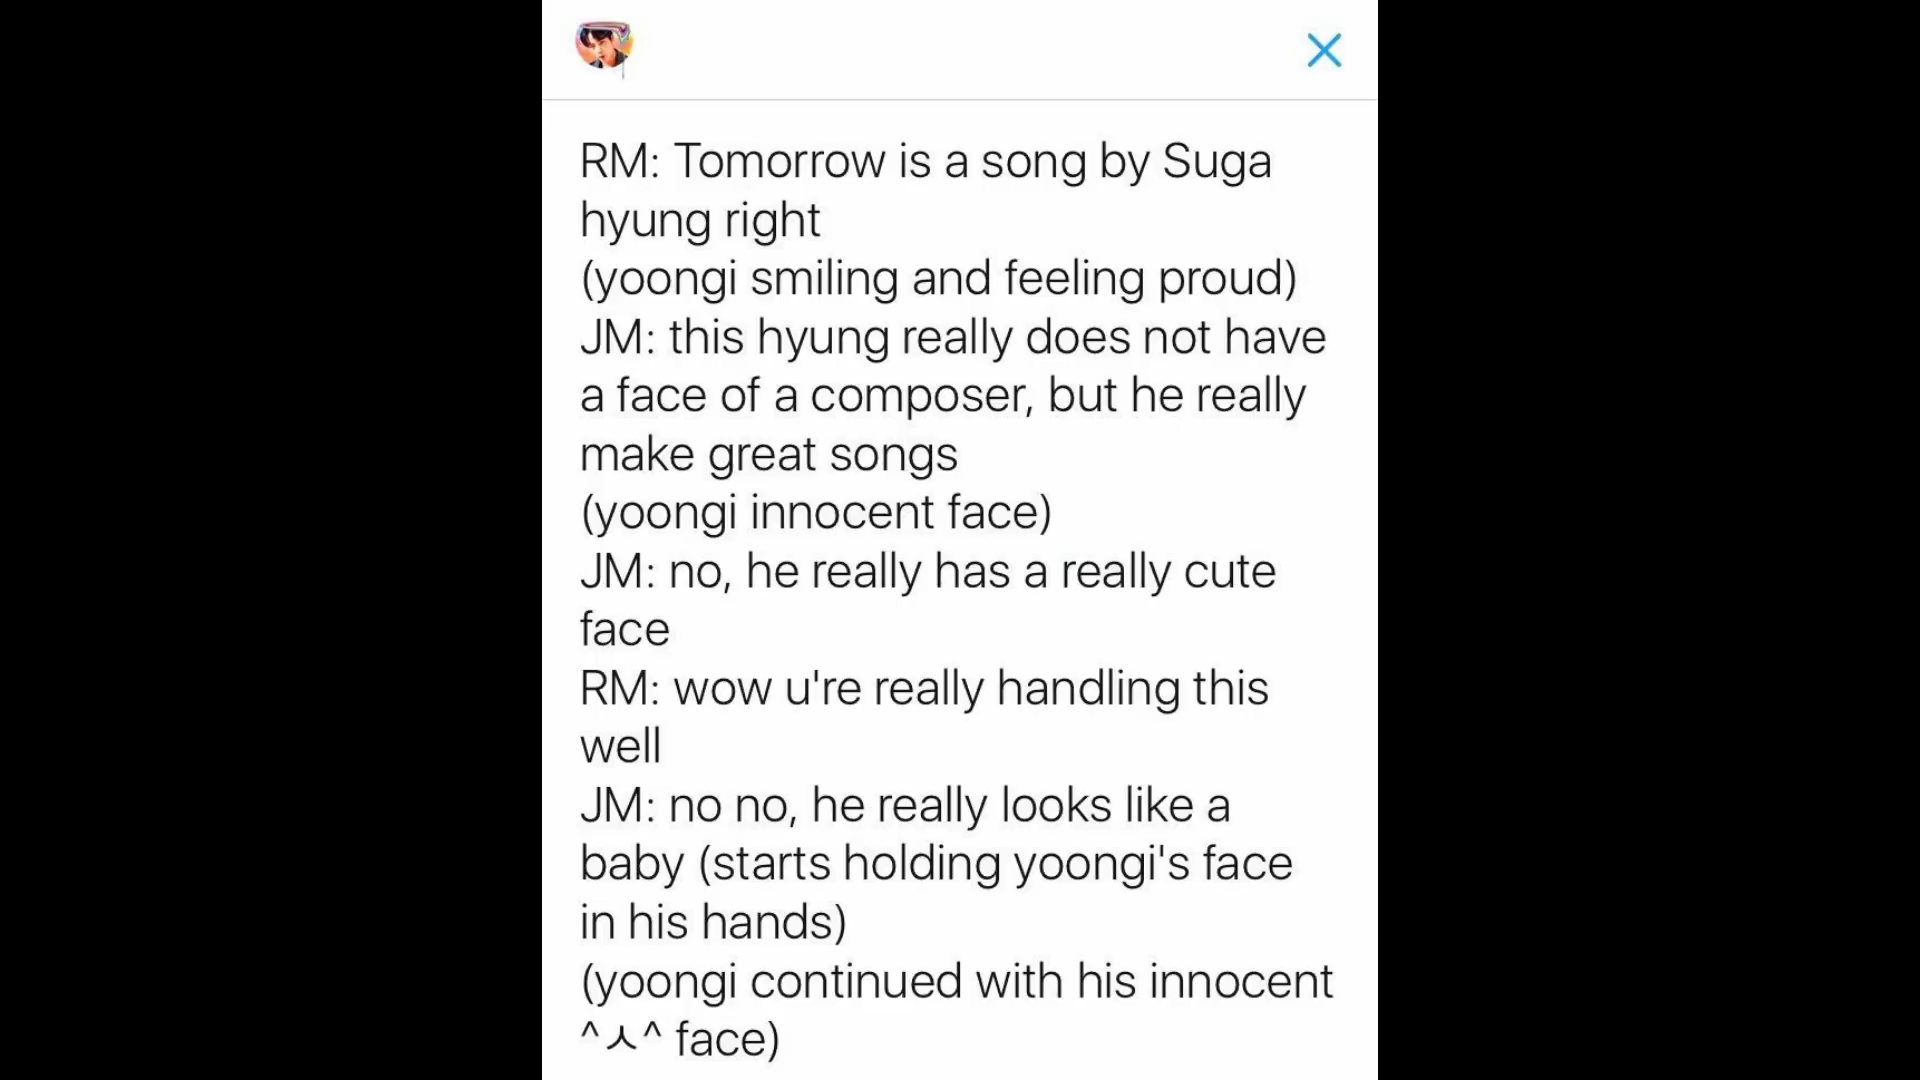 RM: Tomorrow is a song by Suga
hyung right
(yoongi smiling and feeling proud)
JM: this hyung really does not have
a face of a composer, but he really
make great songs
(yoongi innocent face)
JM: no, he really has a really cute
face
RM: wow u're really handling this
well
JM: no no, he really looks like a
baby (starts holding yoongi's face
in his hands)
(yoongi continued with his innocent
^ㅅ^ face)